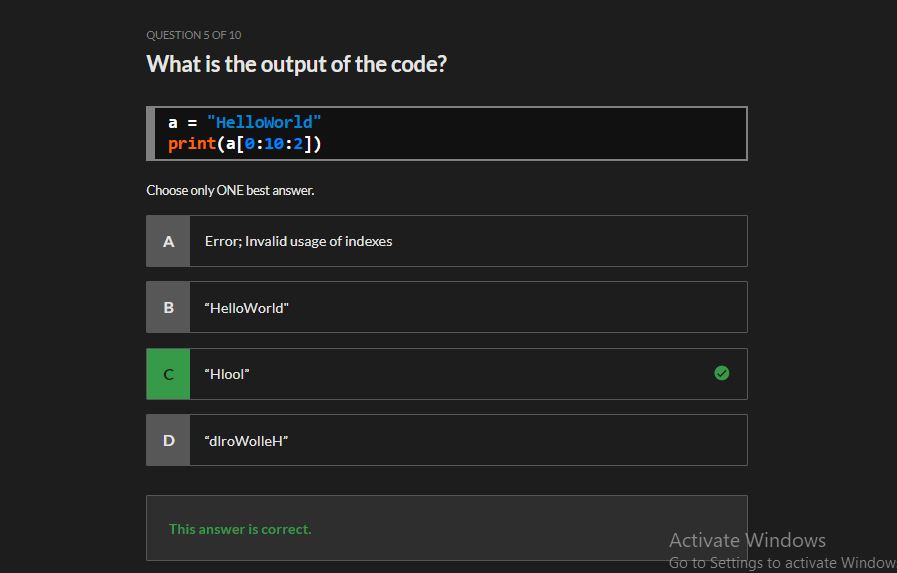 QUESTION 5 OF 10
What is the output of the code?
a = "HelloWorld"
print(a[0:10:2])
Choose only ONE best answer.
A Error; Invalid usage of indexes
B “HelloWorld"
C “Hlool”
D “dlroWolleH”
This answer is correct.
Activate Windows
Go to Settings to activate Window